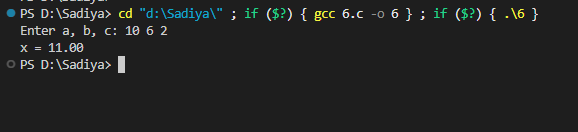 PS D:\Sadiya> cd "d:\Sadiya\" ; if ($?) { gcc 6.c -o 6 } ; if ($?) { .\6 }
Enter a, b, c: 10 6 2
x = 11.00
PS D:\Sadiya>